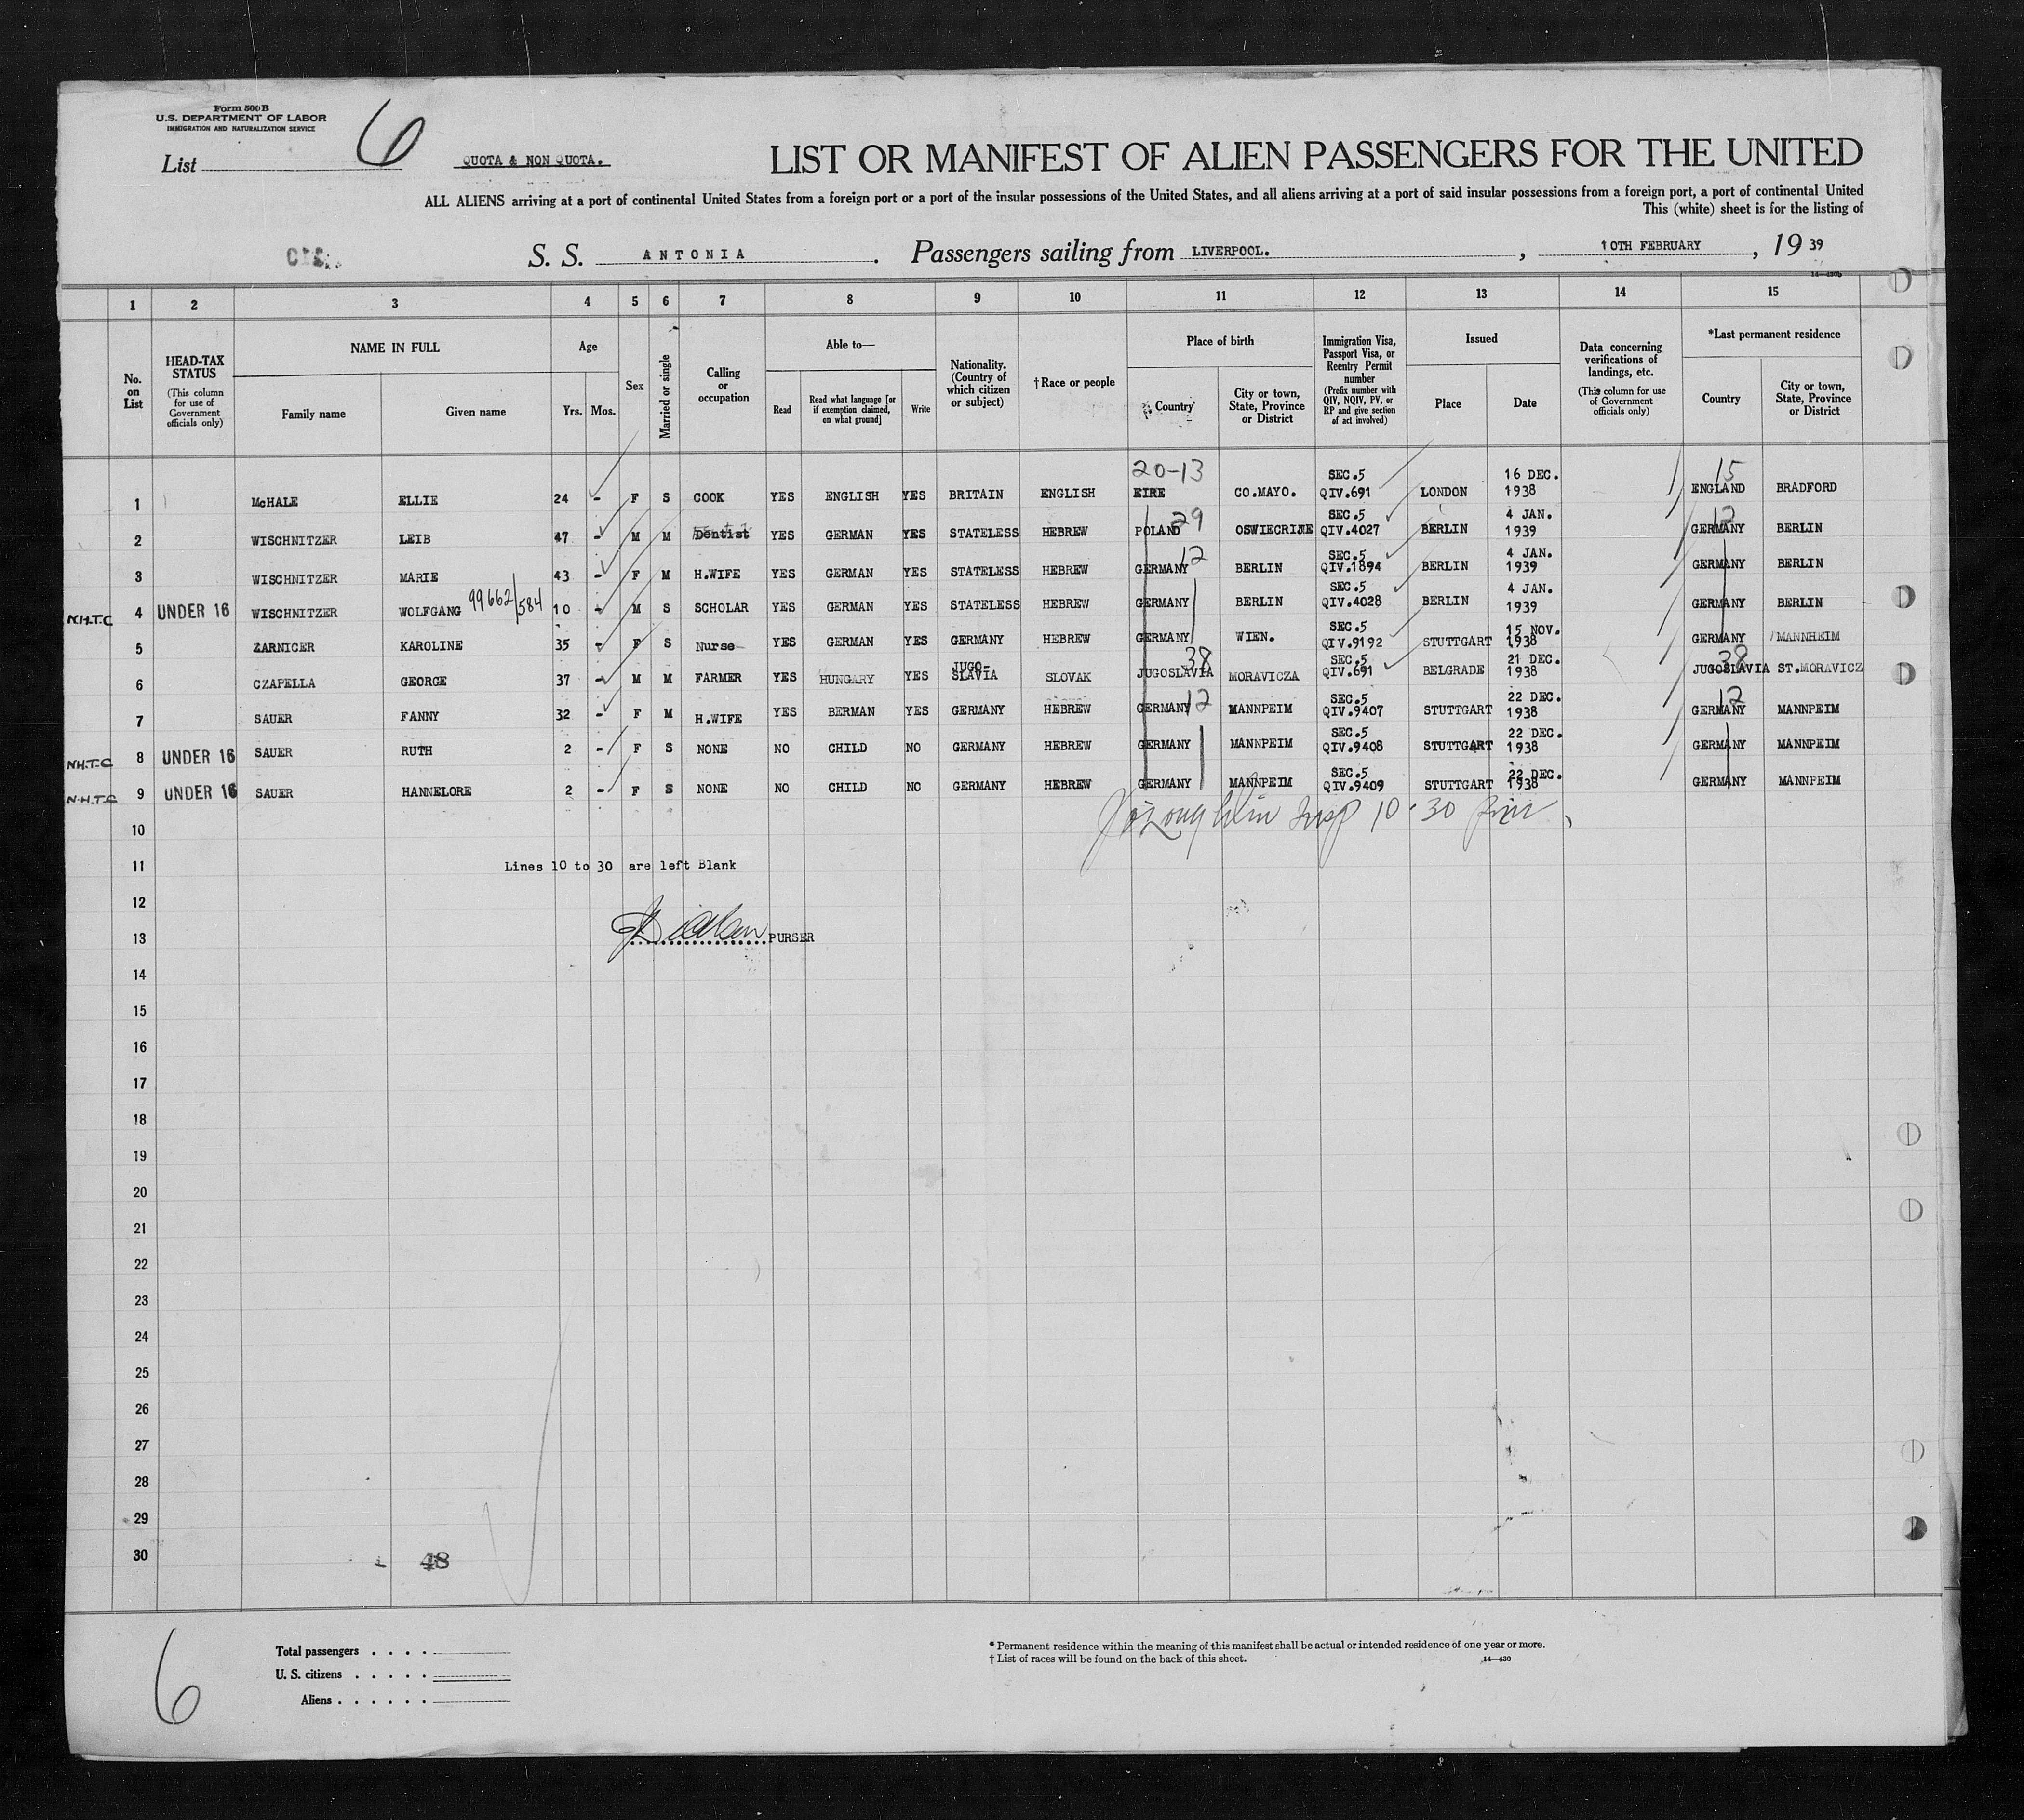 Form 500 B
U.S. DEPARTMENT OF LABOR
IMMIGRATION AND NATURALIZATION SERVICE
6
List
QUOTA & NON QUOTA.
LIST OR MANIFEST OF ALIEN PASSENGERS FOR THE UNITED
ALL ALIENS arriving at a port of continental United States from a foreign port or a port of the insular possessions of the United States, and all aliens arriving at a port of said insular possessions from a foreign port, a port of continental United
This (white) sheet is for the listing of
S. S. ANTONIA. Passengers sailing from LIVERPOOL. , 10TH FEBRUARY , 19 39
1 2 3 4 5 6 7 8 9 10 11 12 13 14 15
No. on List
HEAD-TAX STATUS
(This column for use of Government officials only)
NAME IN FULL
Family name Given name
Age
Yrs. Mos.
Sex
Married or single
Calling or occupation
Able to—
Read
Read what language [or if exemption claimed, on what ground]
Write
Nationality. (Country of which citizen or subject)
†Race or people
Place of birth
Country
City or town, State, Province or District
Immigration Visa, Passport Visa, or Reentry Permit number
(Prefix number with QIV, NQIV, PV, or RP and give section of act involved)
Issued
Place Date
Data concerning verifications of landings, etc.
(This column for use of Government officials only)
*Last permanent residence
Country
City or town, State, Province or District
20-13 SEC.5 16 DEC. 15
1 McHALE ELLIE 24 - F S COOK YES ENGLISH YES BRITAIN ENGLISH EIRE CO.MAYO. QIV.691 LONDON 1938 ENGLAND BRADFORD
29 SEC.5 4 JAN. 12
2 WISCHNITZER LEIB 47 - M M Dentist YES GERMAN YES STATELESS HEBREW POLAND OSWIECRIJE QIV.4027 BERLIN 1939 GERMANY BERLIN
12 SEC.5 4 JAN.
3 WISCHNITZER MARIE 43 - F M H.WIFE YES GERMAN YES STATELESS HEBREW GERMANY BERLIN QIV.1894 BERLIN 1939 GERMANY BERLIN
99662/584 SEC.5 4 JAN.
N.H.T.C 4 UNDER 16 WISCHNITZER WOLFGANG 10 - M S SCHOLAR YES GERMAN YES STATELESS HEBREW GERMANY BERLIN QIV.4028 BERLIN 1939 GERMANY BERLIN
SEC.5 15 NOV.
5 ZARNICER KAROLINE 35 - F S Nurse YES GERMAN YES GERMANY HEBREW GERMANY WIEN. QIV.9192 STUTTGART 1938 GERMANY MANNHEIM
JUGO- 38 SEC.5 21 DEC. 38
6 CZAPELLA GEORGE 37 - M M FARMER YES HUNGARY YES SLAVIA SLOVAK JUGOSLAVIA MORAVICZA QIV.691 BELGRADE 1938 JUGOSLAVIA ST.MORAVICZ
12 SEC.5 22 DEC. 12
7 SAUER FANNY 32 - F M H.WIFE YES BERMAN YES GERMANY HEBREW GERMANY MANNPEIM QIV.9407 STUTTGART 1938 GERMANY MANNPEIM
SEC.5 22 DEC.
NH.T.C 8 UNDER 16 SAUER RUTH 2 - F S NONE NO CHILD NO GERMANY HEBREW GERMANY MANNPEIM QIV.9408 STUTTGART 1938 GERMANY MANNPEIM
SEC.5 22 DEC.
N.H.T.C 9 UNDER 16 SAUER HANNELORE 2 - F S NONE NO CHILD NO GERMANY HEBREW GERMANY MANNPEIM QIV.9409 STUTTGART 1938 GERMANY MANNPEIM
10 Insp 10-30
11 Lines 10 to 30 are left Blank
12
13 PURSER
14
15
16
17
18
19
20
21
22
23
24
25
26
27
28
29
30
48
6
Total passengers
U. S. citizens
Aliens
* Permanent residence within the meaning of this manifest shall be actual or intended residence of one year or more.
† List of races will be found on the back of this sheet.
14—430